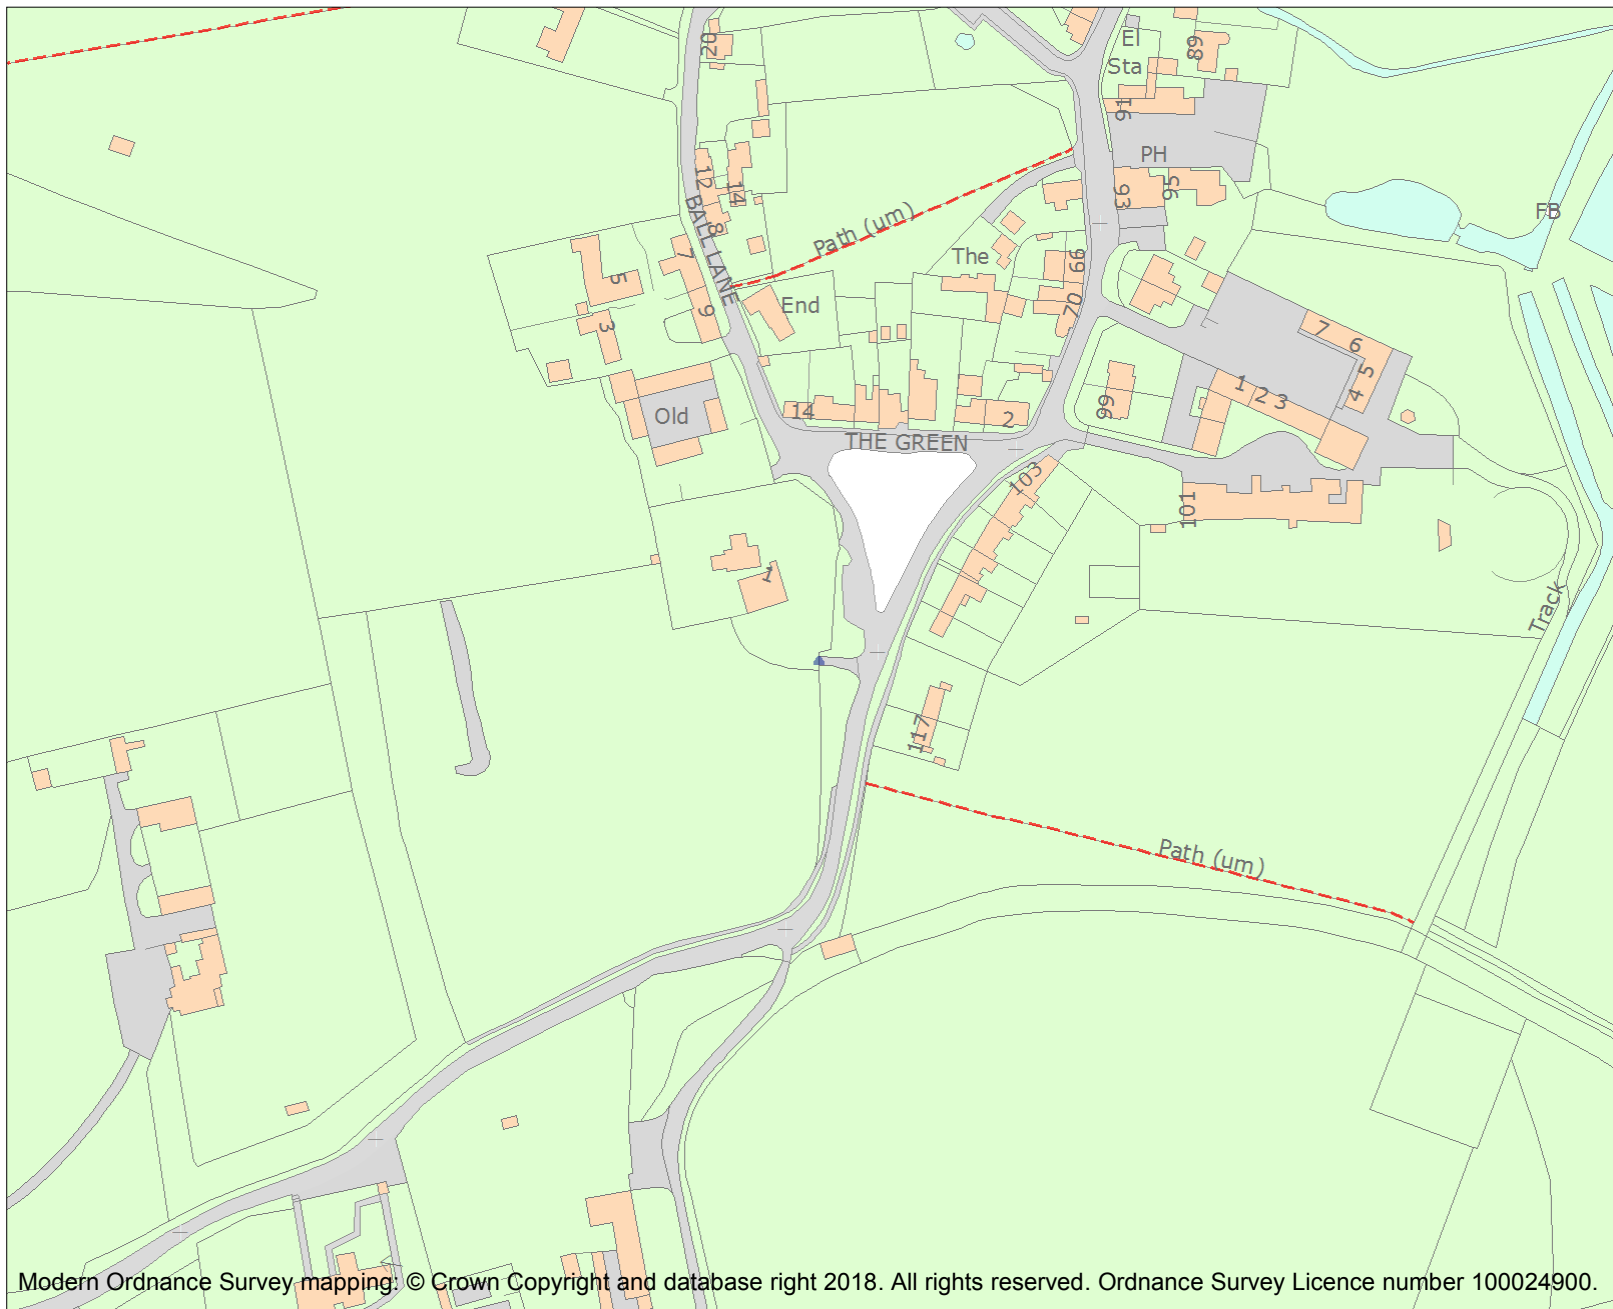 20
El
Sta
89
91
PH
12
14
93
95
FB
BALL LANE
8
Path (um)
7
The
66
5
End
70
9
3
7
6
5
4
1
2
3
Old
14
2
99
THE GREEN
103
101
1
Track
117
Path (um)
Modern Ordnance Survey mapping: © Crown Copyright and database right 2018. All rights reserved. Ordnance Survey Licence number 100024900.